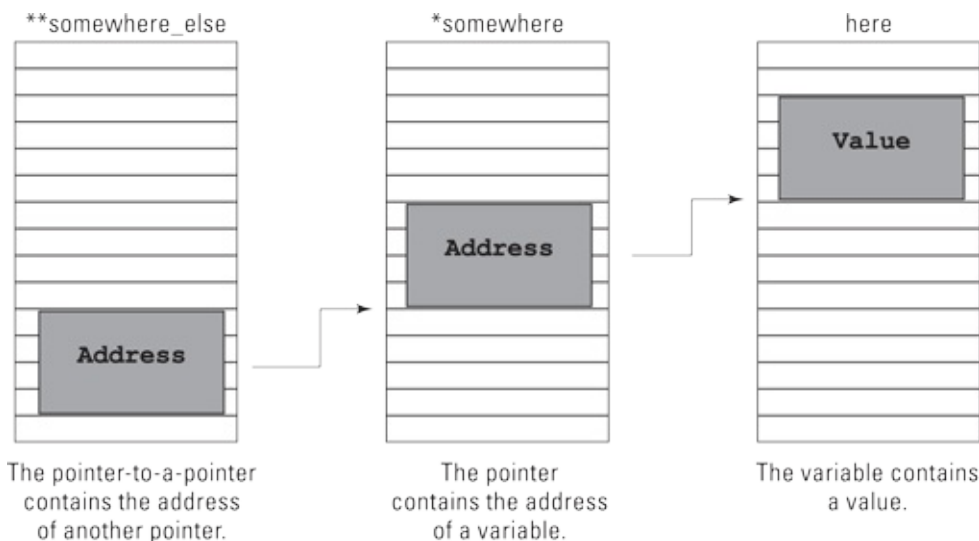 **somewhere_else
*somewhere
here
Value
Address
Address
The pointer-to-a-pointer
contains the address
of another pointer.
The pointer
contains the address
of a variable.
The variable contains
a value.